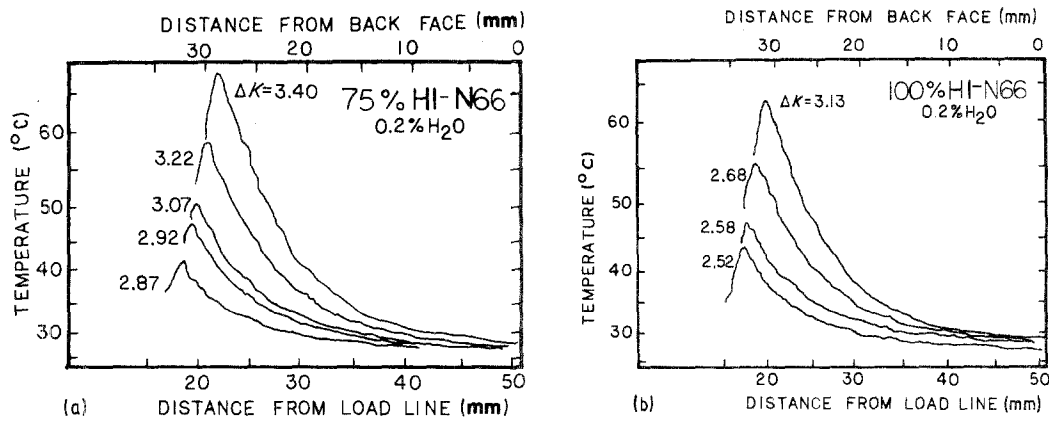 DISTANCE FROM BACK FACE (mm)
30 20 10 0
ΔK=3.40
75% HI-N66
0.2% H2O
3.22
3.07
2.92
2.87
60
50
40
30
TEMPERATURE (°C)
20 30 40 50
(a) DISTANCE FROM LOAD LINE (mm)
DISTANCE FROM BACK FACE (mm)
30 20 10 0
ΔK=3.13
100% HI-N66
0.2% H2O
2.68
2.58
2.52
60
50
40
30
TEMPERATURE (°C)
20 30 40 50
(b) DISTANCE FROM LOAD LINE (mm)